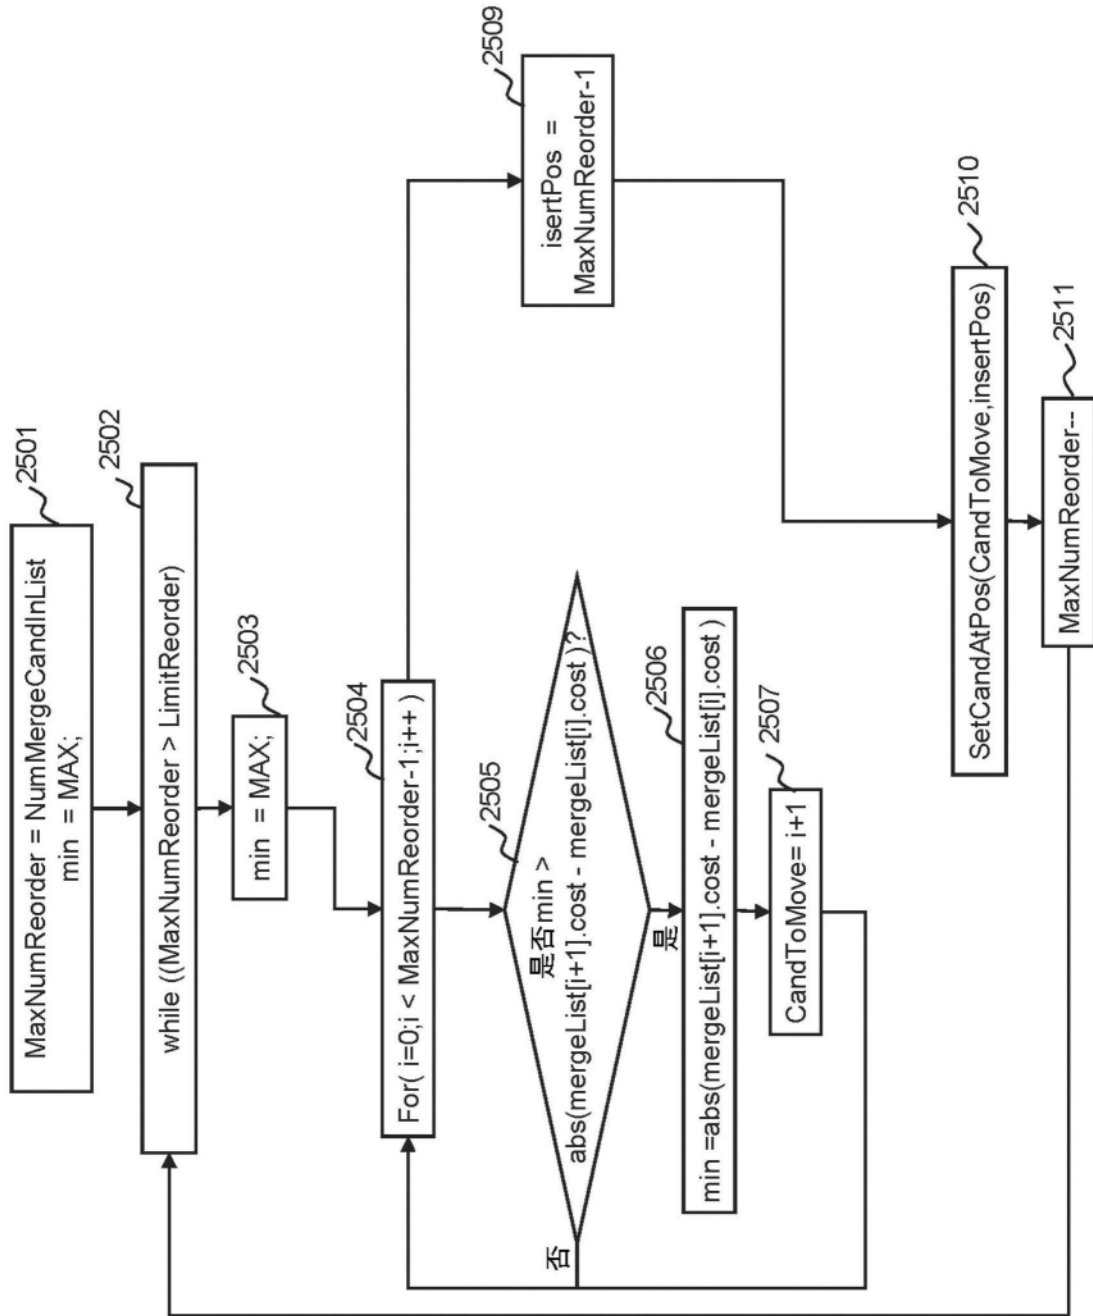 2501
MaxNumReorder = NumMergeCandInList
min = MAX;
2502
while ((MaxNumReorder > LimitReorder)
2503
min = MAX;
2504
For( i=0;i < MaxNumReorder-1;i++ )
2505
是否min >
abs(mergeList[i+1].cost - mergeList[i].cost )?
否
是
2506
min =abs(mergeList[i+1].cost - mergeList[i].cost )
2507
CandToMove= i+1
2509
isertPos =
MaxNumReorder-1
2510
SetCandAtPos(CandToMove,insertPos)
2511
MaxNumReorder--